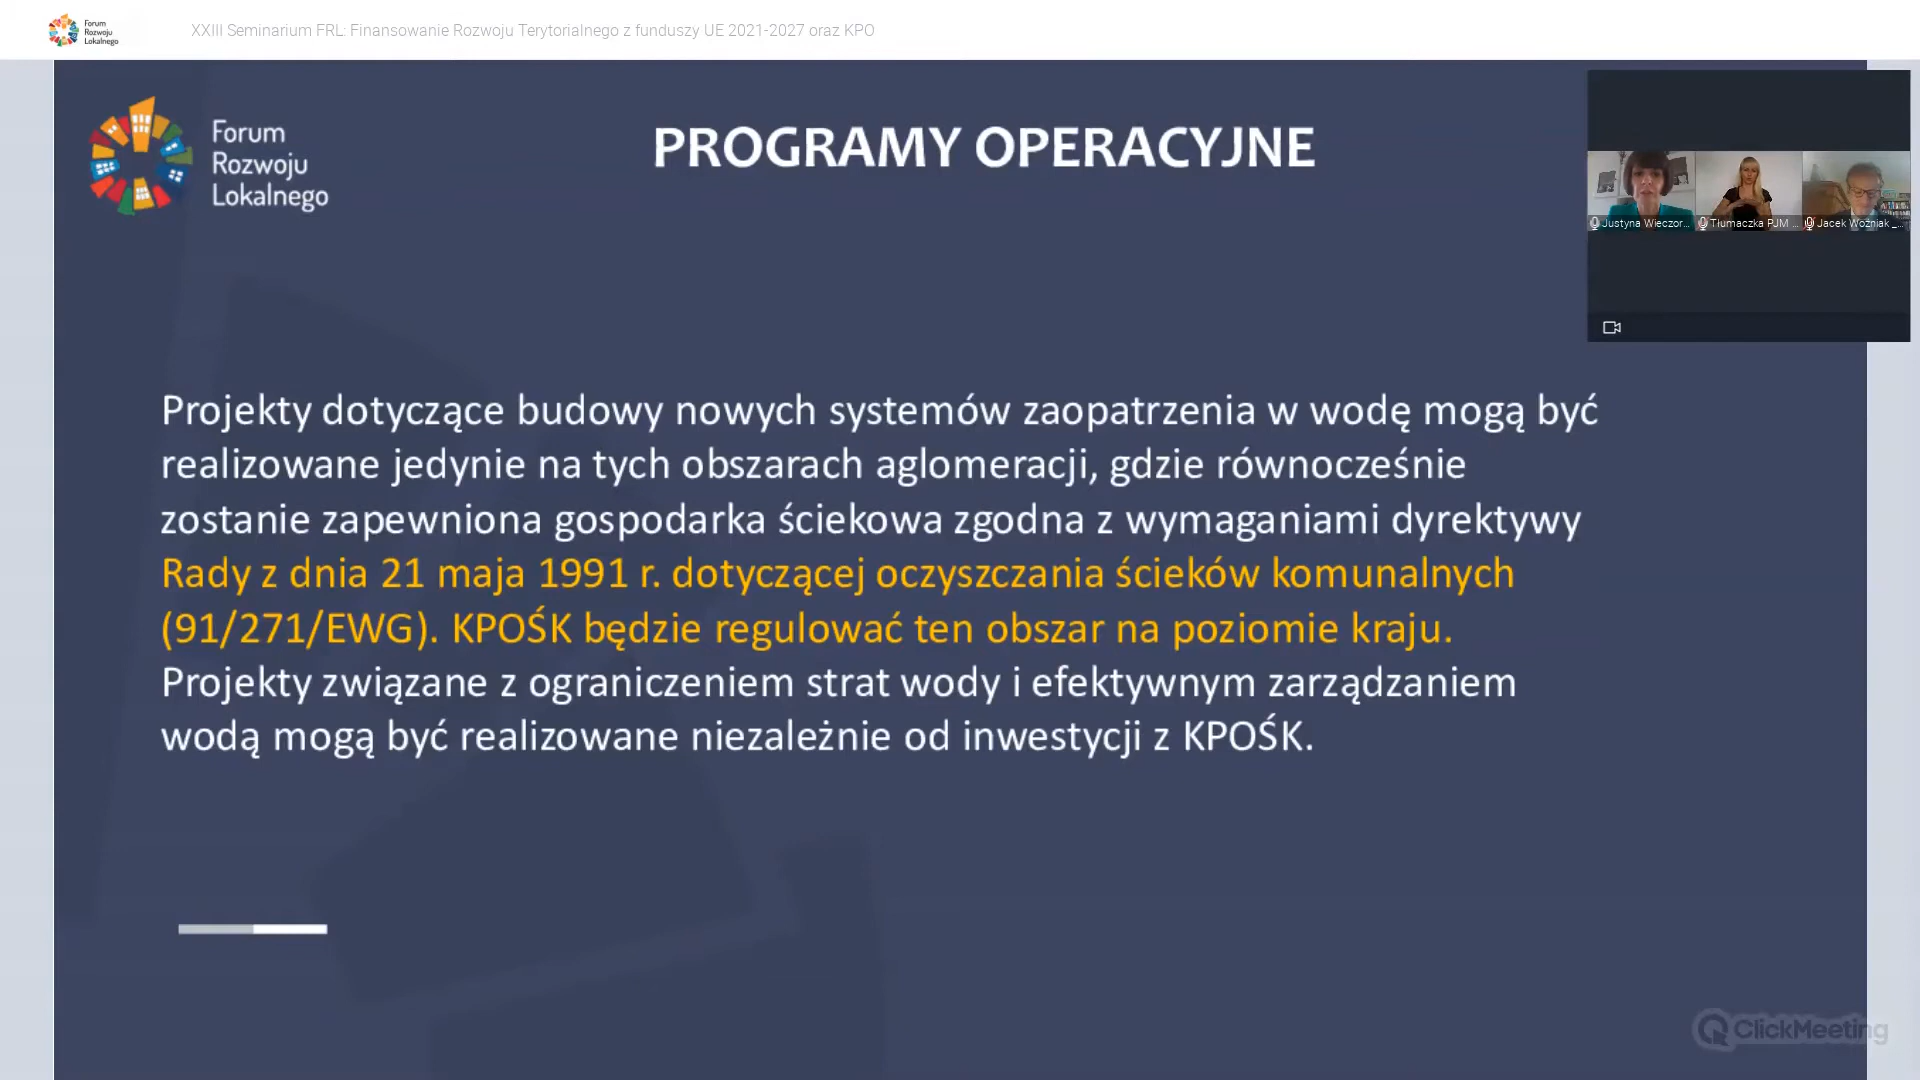 Forum
Rozwoju
Lokalnego
XXIII Seminarium FRL: Finansowanie Rozwoju Terytorialnego z funduszy UE 2021-2027 oraz KPO
Forum
Rozwoju
Lokalnego
PROGRAMY OPERACYJNE
Justyna Wieczor...
Tłumaczka PJM ...
Jacek Woźniak _...
Projekty dotyczące budowy nowych systemów zaopatrzenia w wodę mogą być
realizowane jedynie na tych obszarach aglomeracji, gdzie równocześnie
zostanie zapewniona gospodarka ściekowa zgodna z wymaganiami dyrektywy
Rady z dnia 21 maja 1991 r. dotyczącej oczyszczania ścieków komunalnych
(91/271/EWG). KPOŚK będzie regulować ten obszar na poziomie kraju.
Projekty związane z ograniczeniem strat wody i efektywnym zarządzaniem
wodą mogą być realizowane niezależnie od inwestycji z KPOŚK.
ClickMeeting